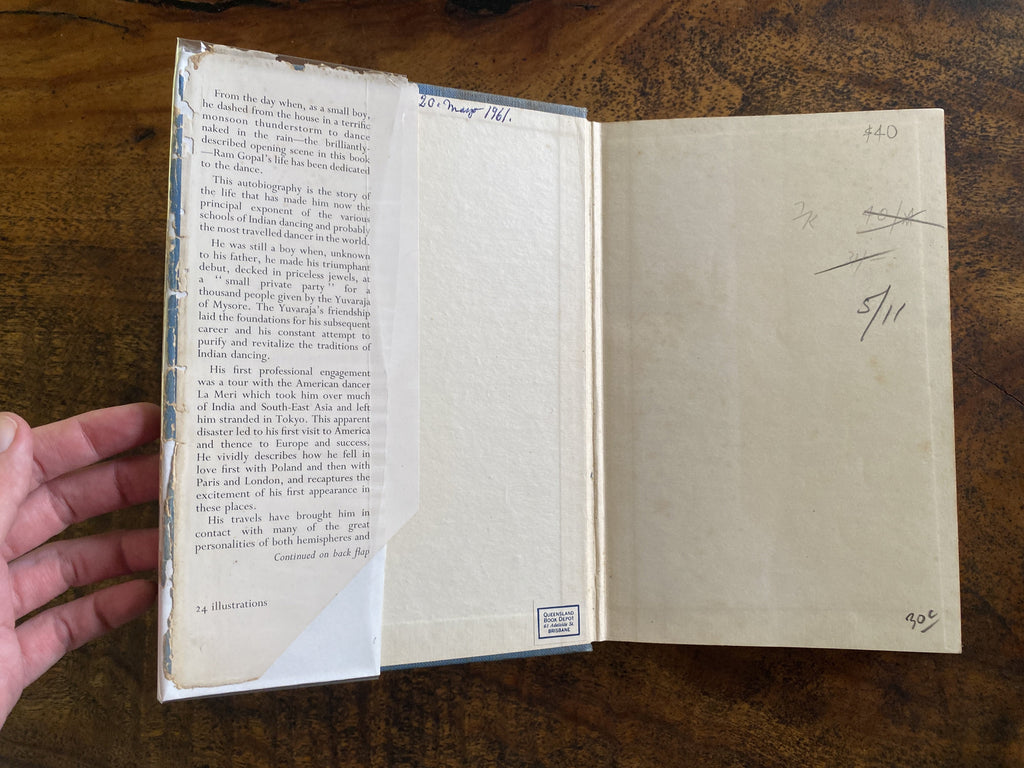 From the day when, as a small boy,
he dashed from the house in a terrific
monsoon thunderstorm to dance
naked in the rain—the brilliantly-
described opening scene in this book
—Ram Gopal's life has been dedicated
to the dance.
This autobiography is the story of
the life that has made him now the
principal exponent of the various
schools of Indian dancing and probably
the most travelled dancer in the world.
He was still a boy when, unknown
to his father, he made his triumphant
debut, decked in priceless jewels, at
a "small private party" for a
thousand people given by the Yuvaraja
of Mysore. The Yuvaraja's friendship
laid the foundations for his subsequent
career and his constant attempt to
purify and revitalize the traditions of
Indian dancing.
His first professional engagement
was a tour with the American dancer
La Meri which took him over much
of India and South-East Asia and left
him stranded in Tokyo. This apparent
disaster led to his first visit to America
and thence to Europe and success.
He vividly describes how he fell in
love first with Poland and then with
Paris and London, and recaptures the
excitement of his first appearance in
these places.
His travels have brought him in
contact with many of the great
personalities of both hemispheres and
Continued on back flap
24 illustrations
20. Mayo 1961.
QUEENSLAND
BOOK DEPOT
61 Adelaide St.
BRISBANE
$40
5/11
30c